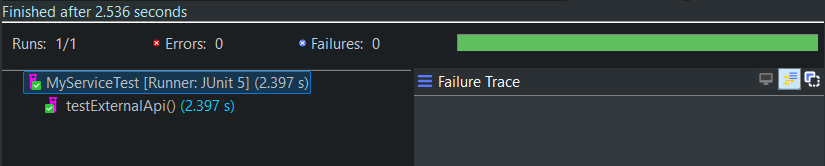 Finished after 2.536 seconds
Runs: 1/1 Errors: 0 Failures: 0
MyServiceTest [Runner: JUnit 5] (2.397 s)
testExternalApi() (2.397 s)
Failure Trace